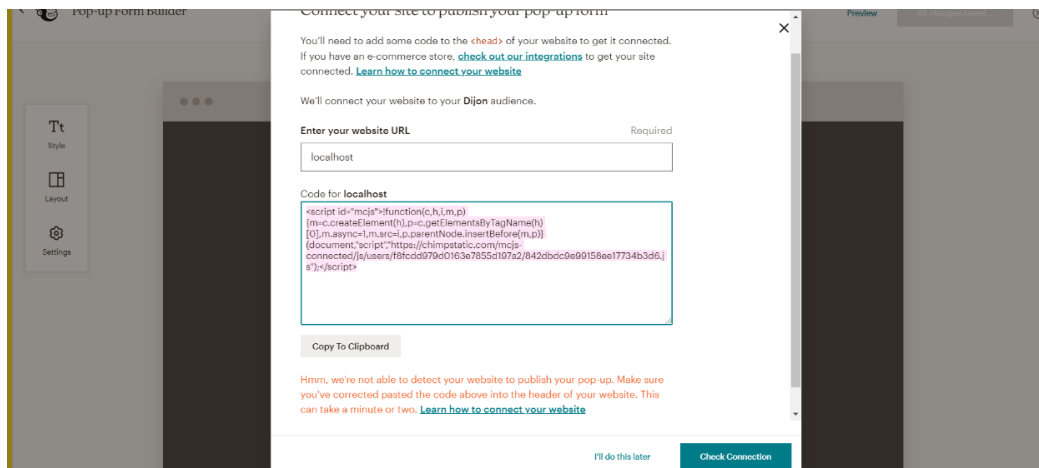 Pop-up Form Builder
Preview
Connect your site to publish your pop-up form
You'll need to add some code to the <head> of your website to get it connected.
If you have an e-commerce store, check out our integrations to get your site
connected. Learn how to connect your website
We'll connect your website to your Dijon audience.
Tt
Style
Layout
Settings
Enter your website URL
Required
localhost
Code for localhost
<script id="mcjs">!function(c,h,i,m,p)
{m=c.createElement(h),p=c.getElementsByTagName(h)
[0],m.async=1,m.src=i,p.parentNode.insertBefore(m,p)}
(document,"script","https://chimpstatic.com/mcjs-
connected/js/users/f8fcdd979d0163e7855d197a2/842dbdc9e99158ee17734b3d6.j
s");</script>
Copy To Clipboard
Hmm, we're not able to detect your website to publish your pop-up. Make sure
you've corrected pasted the code above into the header of your website. This
can take a minute or two. Learn how to connect your website
I'll do this later
Check Connection